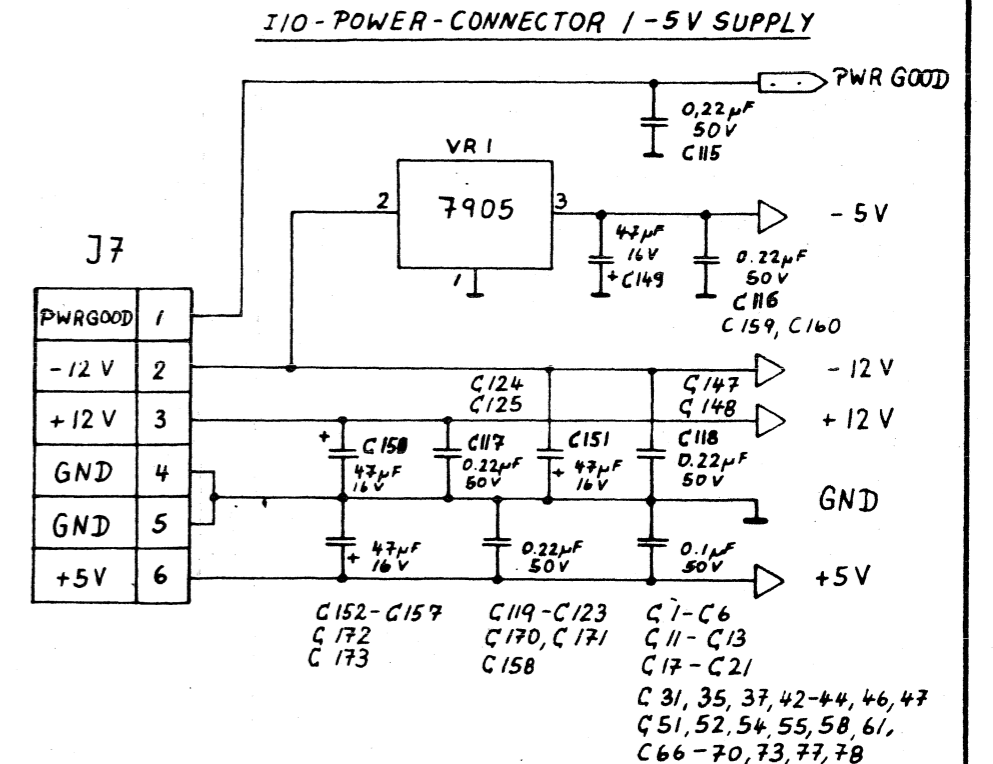 I/O-POWER-CONNECTOR / -5V SUPPLY
PWR GOOD
0,22µF
50V
C115
VR1
2
7905
3
1
-5V
47µF
16V
+ C149
0.22µF
50V
C116
C159, C160
J7
PWRGOOD 1
-12V 2
+12V 3
GND 4
GND 5
+5V 6
-12V
+12V
GND
+5V
C124
C125
C147
C148
+ C150
47µF
16V
C117
0.22µF
50V
C151
+ 47µF
16V
C118
0.22µF
50V
47µF
+ 16V
0.22µF
50V
0.1µF
50V
C152-C157
C172
C173
C119-C123
C170, C171
C158
C1-C6
C11-C13
C17-C21
C31, 35, 37, 42-44, 46, 47
C51, 52, 54, 55, 58, 61,
C66-70, 73, 77, 78